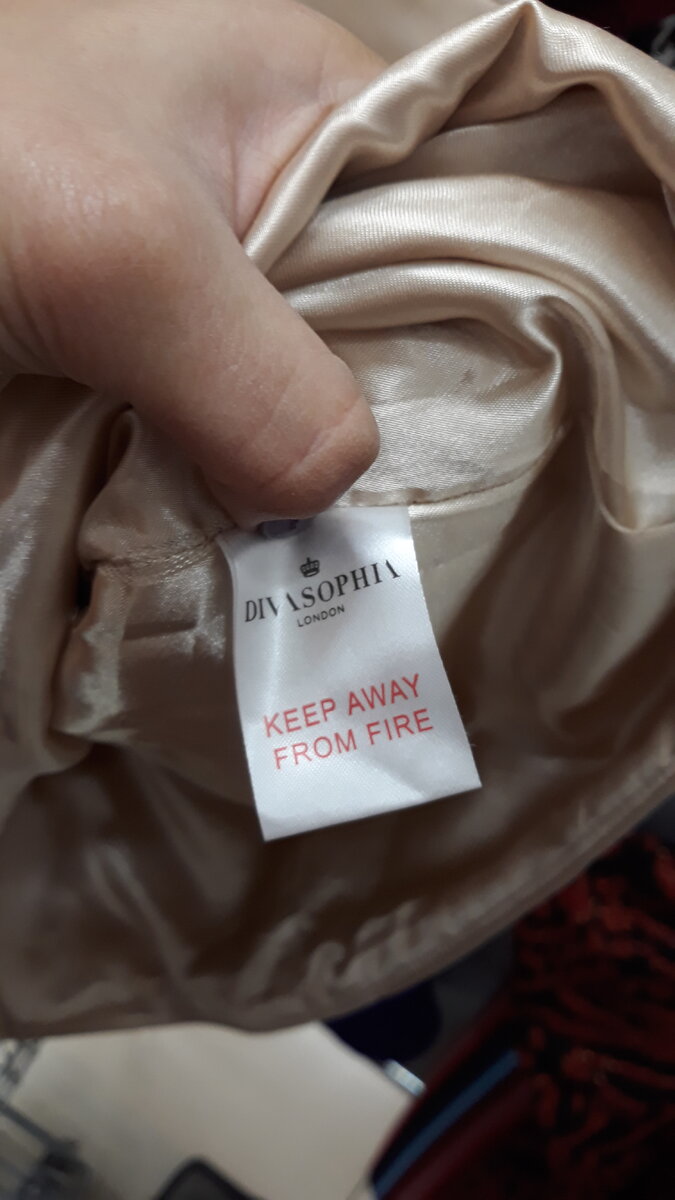 DIVASOPHIA
LONDON
KEEP AWAY
FROM FIRE